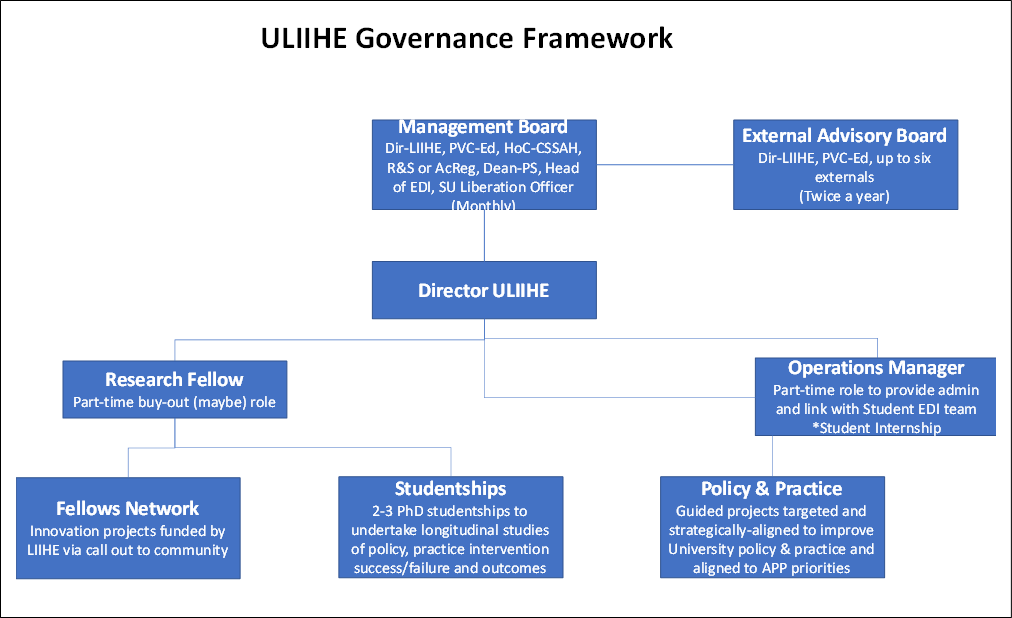 ULIIHE Governance Framework
Management Board
Dir-LIIHE, PVC-Ed, HoC-CSSAH,
R&S or AcReg, Dean-PS, Head
of EDI, SU Liberation Officer
(Monthly)
External Advisory Board
Dir-LIIHE, PVC-Ed, up to six
externals
(Twice a year)
Director ULIIHE
Research Fellow
Part-time buy-out (maybe) role
Operations Manager
Part-time role to provide admin
and link with Student EDI team
*Student Internship
Fellows Network
Innovation projects funded by
LIIHE via call out to community
Studentships
2-3 PhD studentships to
undertake longitudinal studies
of policy, practice intervention
success/failure and outcomes
Policy & Practice
Guided projects targeted and
strategically-aligned to improve
University policy & practice and
aligned to APP priorities